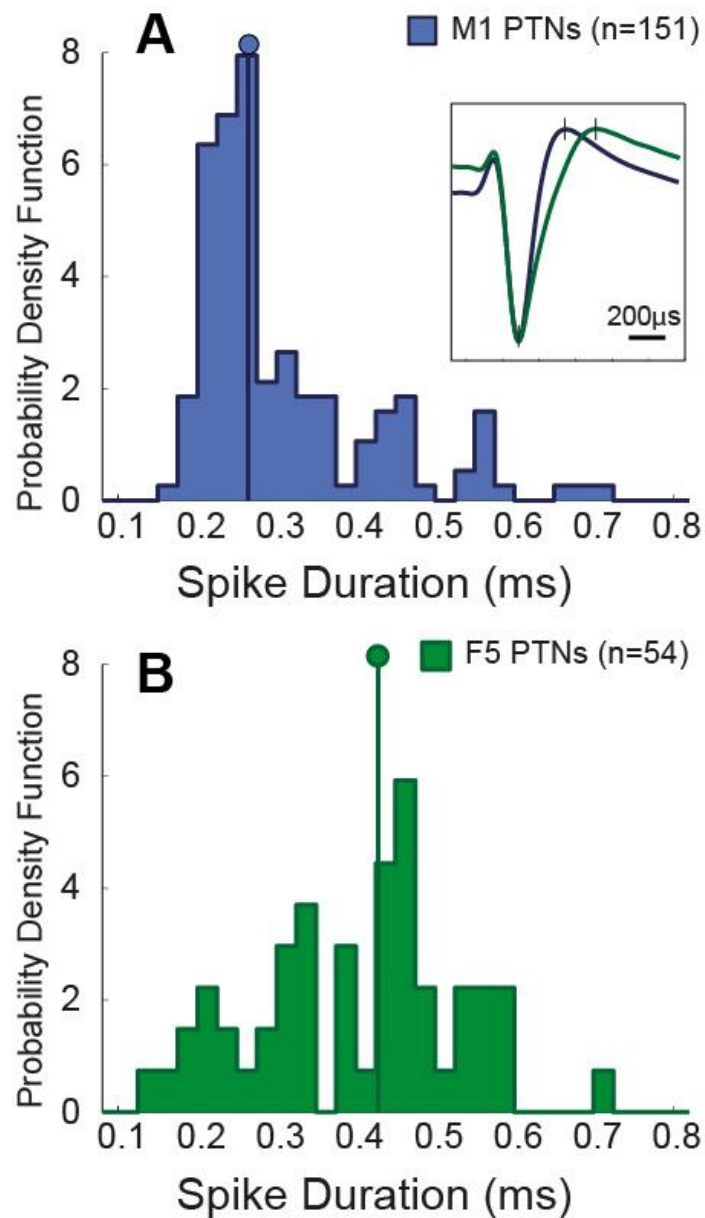 A
M1 PTNs (n=151)
Probability Density Function
8
6
4
2
0
200µs
0.1 0.2 0.3 0.4 0.5 0.6 0.7 0.8
Spike Duration (ms)
B
F5 PTNs (n=54)
Probability Density Function
8
6
4
2
0
0.1 0.2 0.3 0.4 0.5 0.6 0.7 0.8
Spike Duration (ms)